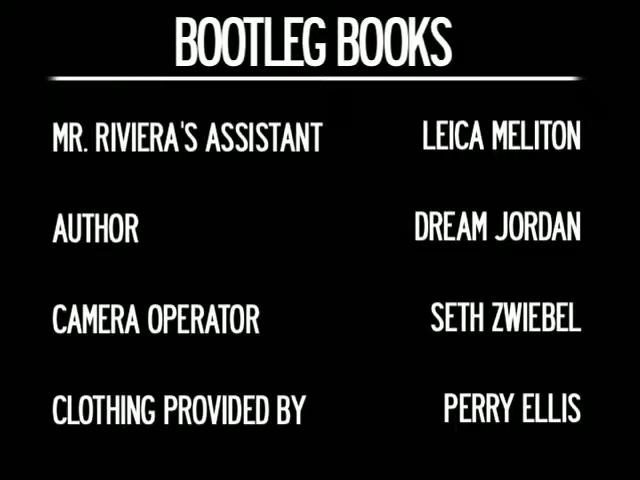 BOOTLEG BOOKS
MR. RIVIERA'S ASSISTANT LEICA MELITON
AUTHOR DREAM JORDAN
CAMERA OPERATOR SETH ZWIEBEL
CLOTHING PROVIDED BY PERRY ELLIS